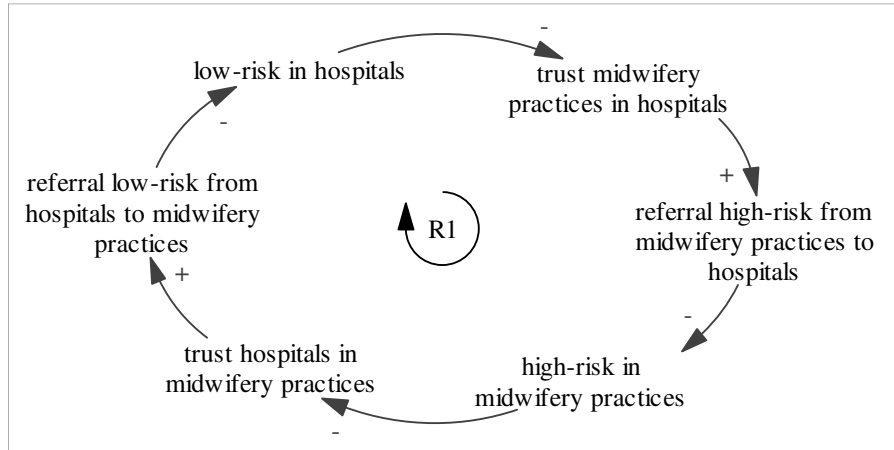 -
low-risk in hospitals
trust midwifery
practices in hospitals
-
+
referral low-risk from
hospitals to midwifery
practices
R1
referral high-risk from
midwifery practices to
hospitals
+
-
trust hospitals in
midwifery practices
high-risk in
midwifery practices
-